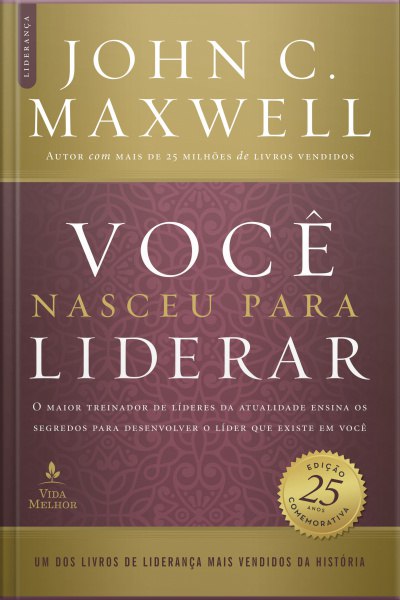 LIDERANÇA
JOHN C.
MAXWELL
AUTOR com MAIS DE 25 MILHÕES de LIVROS VENDIDOS
VOCÊ
NASCEU PARA
LIDERAR
O MAIOR TREINADOR DE LÍDERES DA ATUALIDADE ENSINA OS
SEGREDOS PARA DESENVOLVER O LÍDER QUE EXISTE EM VOCÊ
VIDA
MELHOR
EDIÇÃO
25
ANOS
COMEMORATIVA
UM DOS LIVROS DE LIDERANÇA MAIS VENDIDOS DA HISTÓRIA